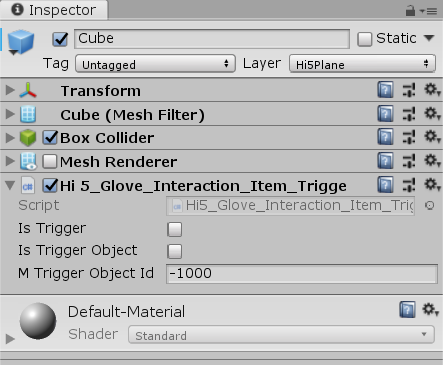 Inspector
Cube
Static
Tag Untagged Layer Hi5Plane
Transform
Cube (Mesh Filter)
Box Collider
Mesh Renderer
Hi 5_Glove_Interaction_Item_Trigge
Script Hi5_Glove_Interaction_Item_Trig
Is Trigger
Is Trigger Object
M Trigger Object Id -1000
Default-Material
Shader Standard